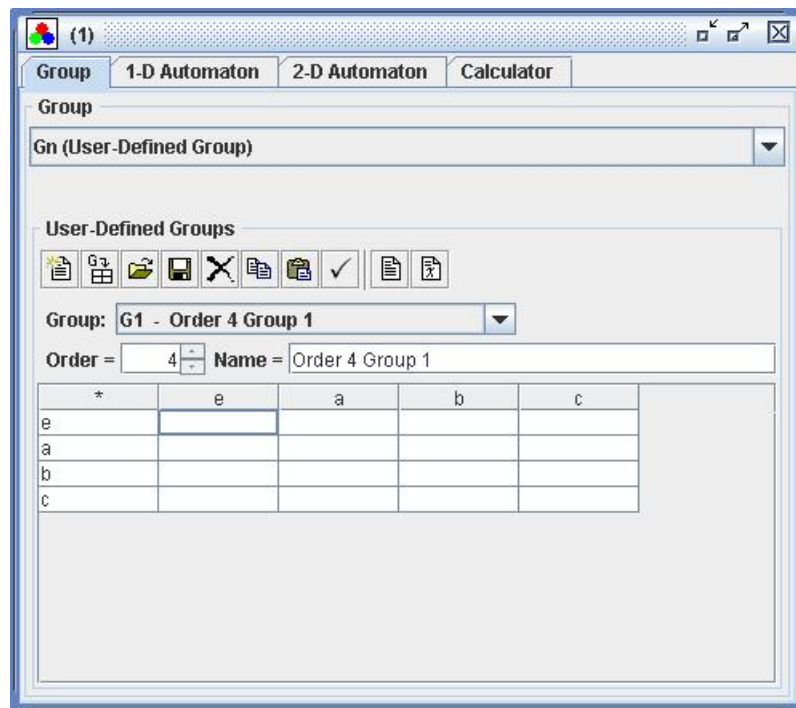 (1)
Group 1-D Automaton 2-D Automaton Calculator
Group
Gn (User-Defined Group)
User-Defined Groups
Group: G1 - Order 4 Group 1
Order = 4 Name = Order 4 Group 1
* e a b c
e
a
b
c